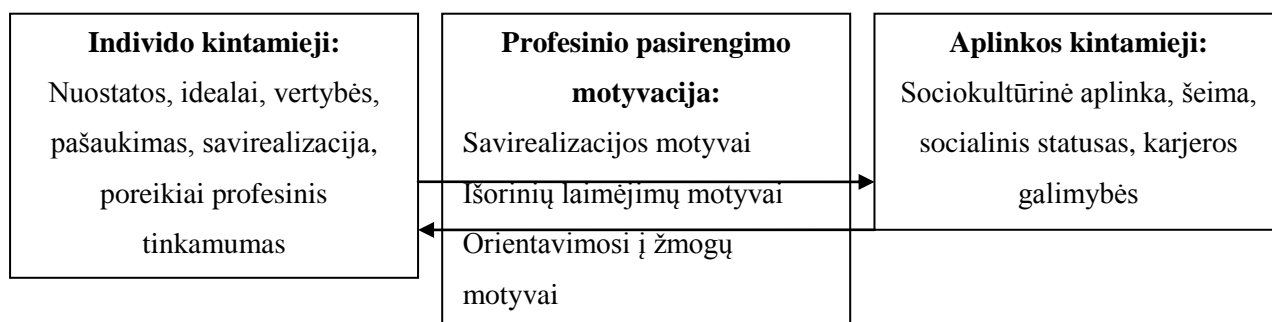 Individo kintamieji:
Nuostatos, idealai, vertybės,
pašaukimas, savirealizacija,
poreikiai profesinis
tinkamumas
Profesinio pasirengimo
motyvacija:
Savirealizacijos motyvai
Išorinių laimėjimų motyvai
Orientavimosi į žmogų
motyvai
Aplinkos kintamieji:
Sociokultūrinė aplinka, šeima,
socialinis statusas, karjeros
galimybės